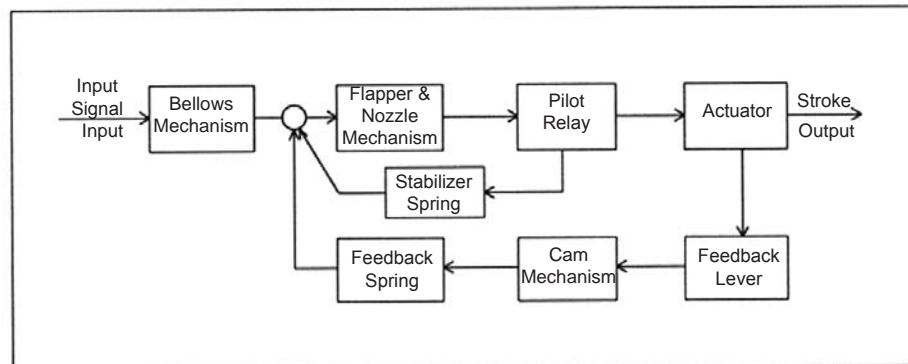 Input
Signal
Input
Bellows
Mechanism
Flapper &
Nozzle
Mechanism
Pilot
Relay
Actuator
Stroke
Output
Stabilizer
Spring
Feedback
Spring
Cam
Mechanism
Feedback
Lever